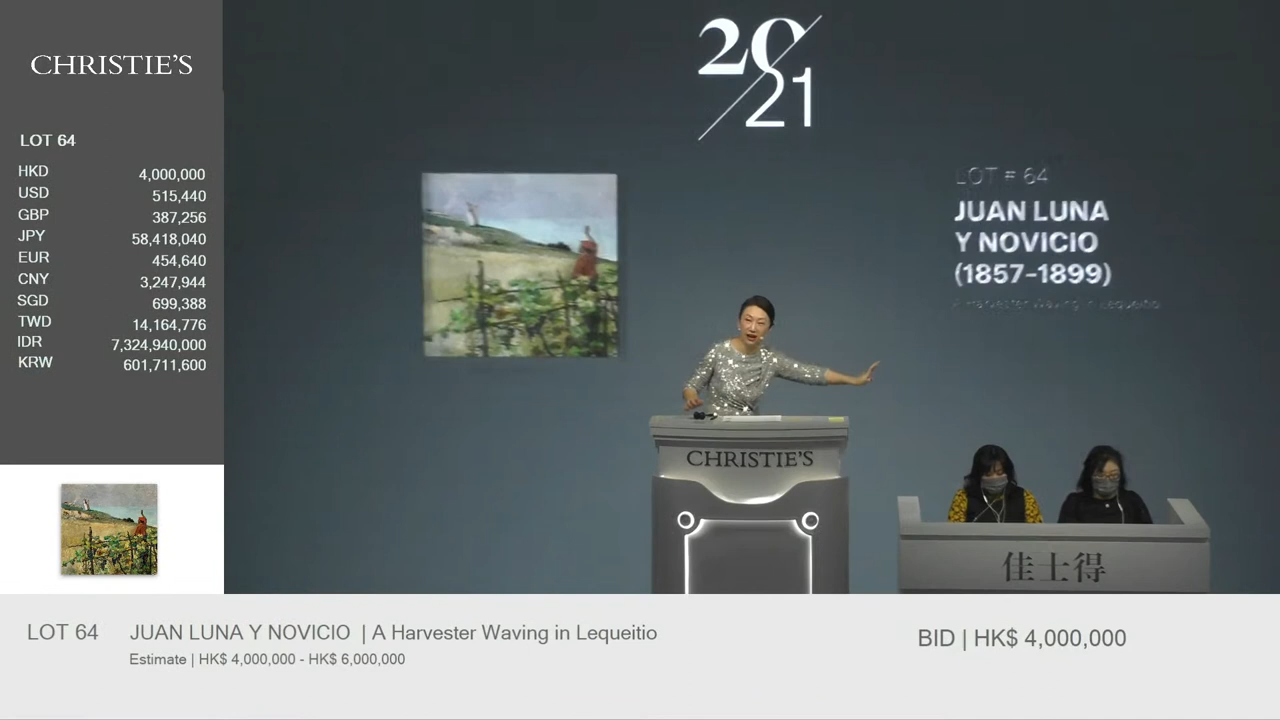 CHRISTIE'S
LOT 64
HKD 4,000,000
USD 515,440
GBP 387,256
JPY 58,418,040
EUR 454,640
CNY 3,247,944
SGD 699,388
TWD 14,164,776
IDR 7,324,940,000
KRW 601,711,600
20
21
LOT # 64
JUAN LUNA
Y NOVICIO
(1857-1899)
A Harvester Waving in Lequeitio
CHRISTIE'S
佳士得
LOT 64 JUAN LUNA Y NOVICIO | A Harvester Waving in Lequeitio
Estimate | HK$ 4,000,000 - HK$ 6,000,000
BID | HK$ 4,000,000